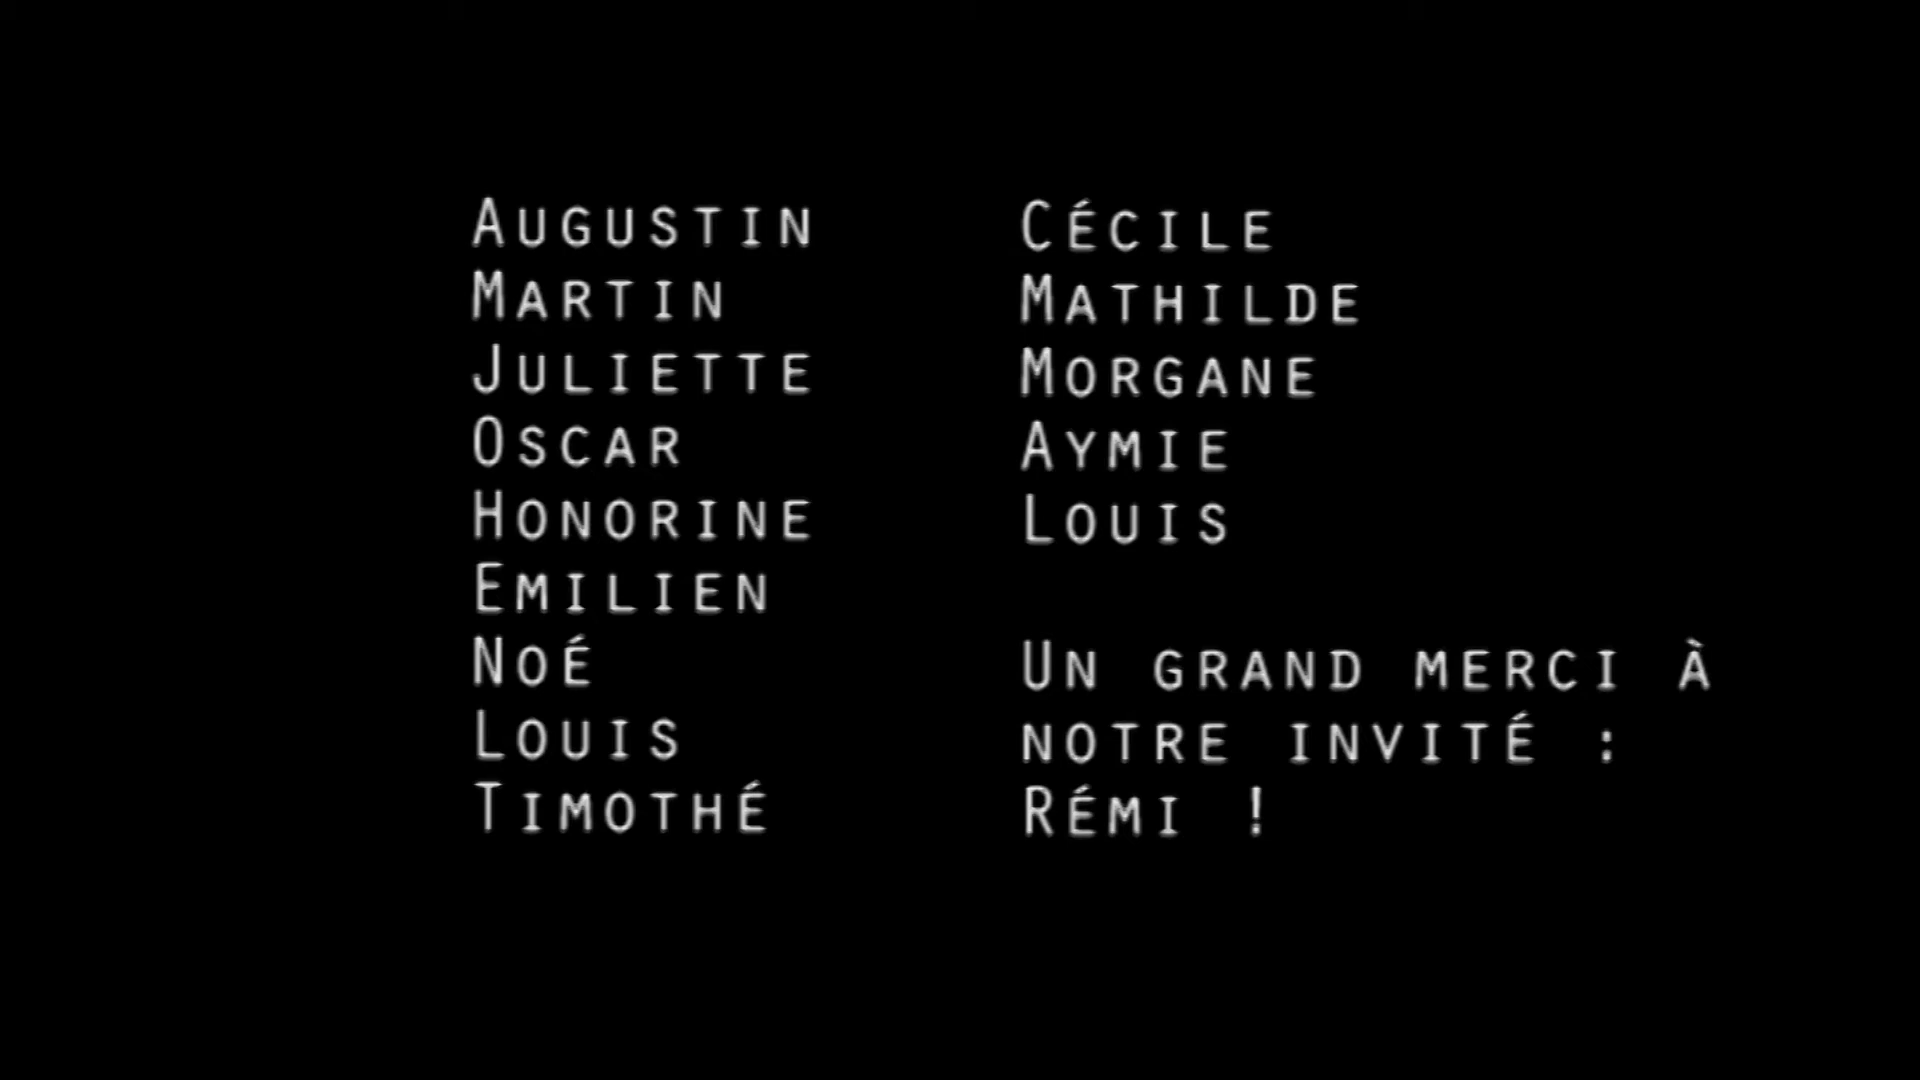 Augustin
Martin
Juliette
Oscar
Honorine
Emilien
Noé
Louis
Timothé
Cécile
Mathilde
Morgane
Aymie
Louis
Un grand merci à
notre invité :
Rémi !